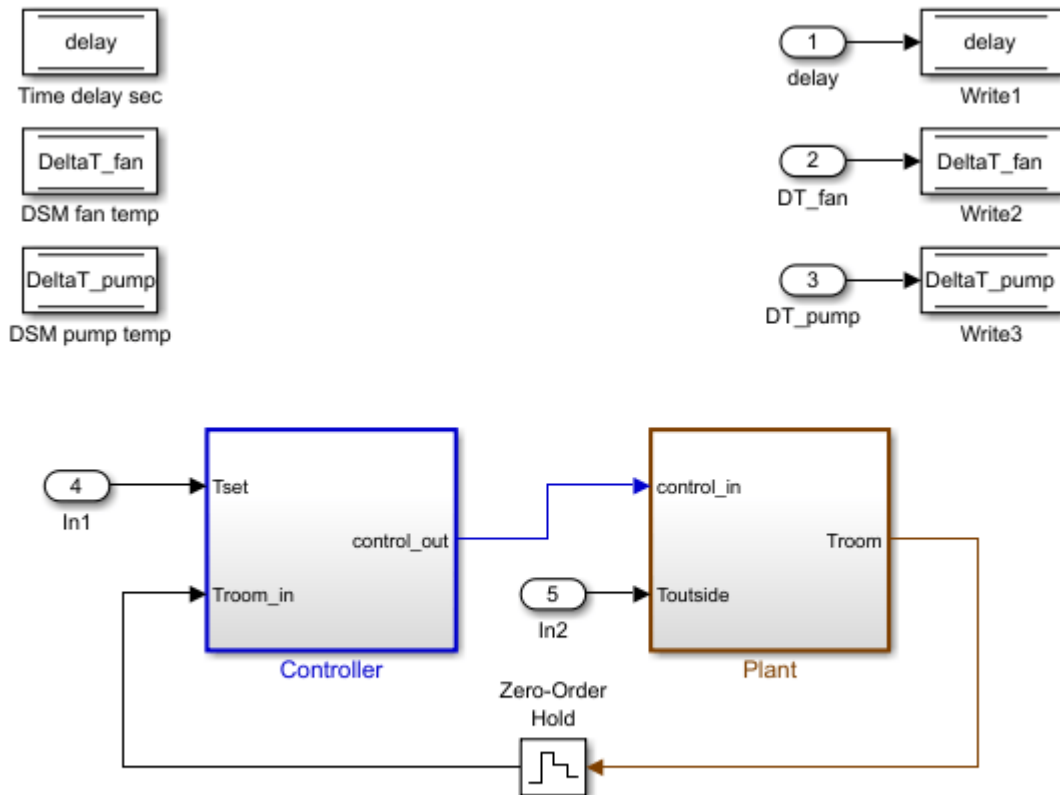 delay
Time delay sec
DeltaT_fan
DSM fan temp
DeltaT_pump
DSM pump temp
1
delay
delay
Write1
2
DT_fan
DeltaT_fan
Write2
3
DT_pump
DeltaT_pump
Write3
4
In1
Tset
control_out
Troom_in
Controller
5
In2
control_in
Troom
Toutside
Plant
Zero-Order
Hold